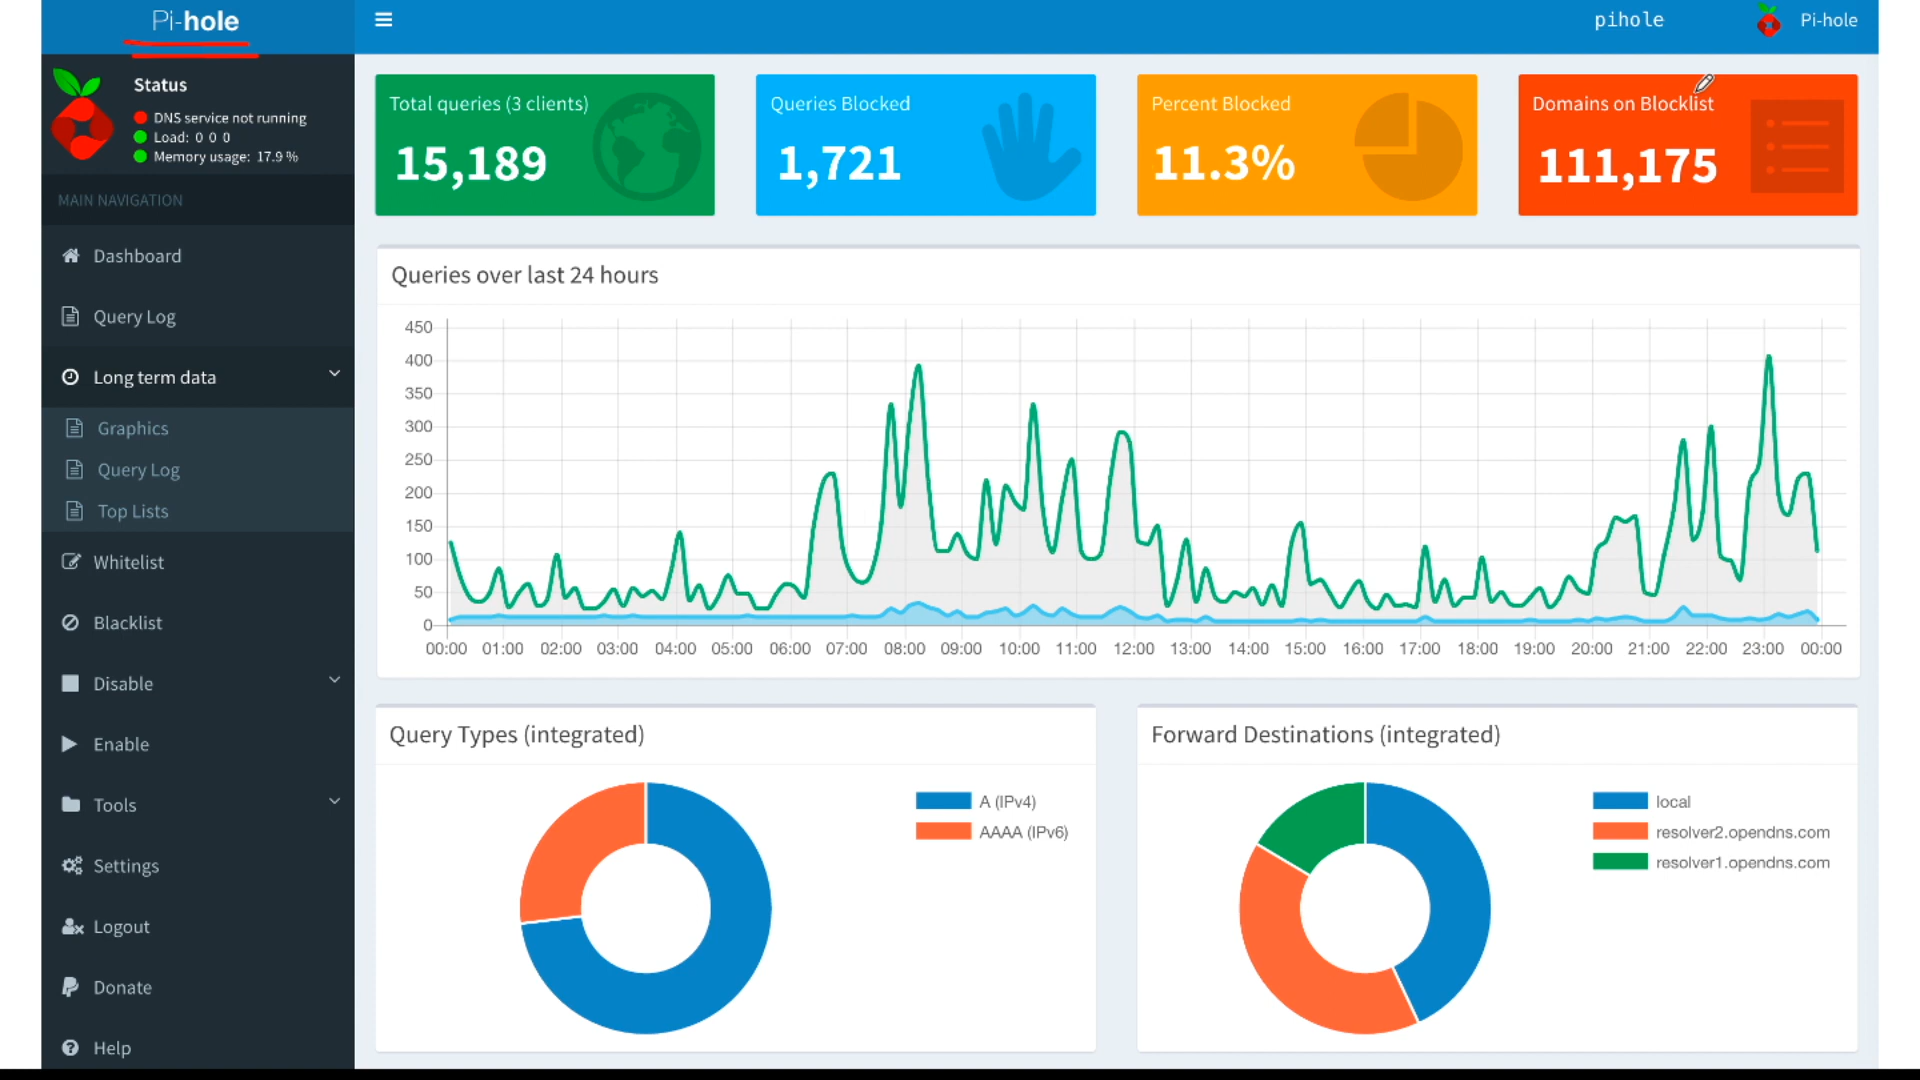 Pi-hole
pihole
Pi-hole
Status
DNS service not running
Load: 0 0 0
Memory usage: 17.9 %
MAIN NAVIGATION
Dashboard
Query Log
Long term data
Graphics
Query Log
Top Lists
Whitelist
Blacklist
Disable
Enable
Tools
Settings
Logout
Donate
Help
Total queries (3 clients)
15,189
Queries Blocked
1,721
Percent Blocked
11.3%
Domains on Blocklist
111,175
Queries over last 24 hours
450
400
350
300
250
200
150
100
50
0
00:00 01:00 02:00 03:00 04:00 05:00 06:00 07:00 08:00 09:00 10:00 11:00 12:00 13:00 14:00 15:00 16:00 17:00 18:00 19:00 20:00 21:00 22:00 23:00 00:00
Query Types (integrated)
A (IPv4)
AAAA (IPv6)
Forward Destinations (integrated)
local
resolver2.opendns.com
resolver1.opendns.com